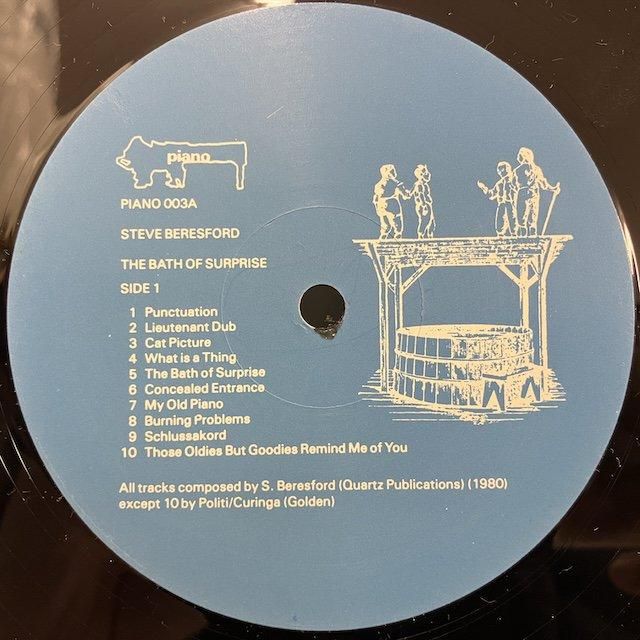 piano
PIANO 003A
STEVE BERESFORD
THE BATH OF SURPRISE
SIDE 1
1 Punctuation
2 Lieutenant Dub
3 Cat Picture
4 What is a Thing
5 The Bath of Surprise
6 Concealed Entrance
7 My Old Piano
8 Burning Problems
9 Schlussakord
10 Those Oldies But Goodies Remind Me of You
All tracks composed by S. Beresford (Quartz Publications) (1980)
except 10 by Politi/Curinga (Golden)